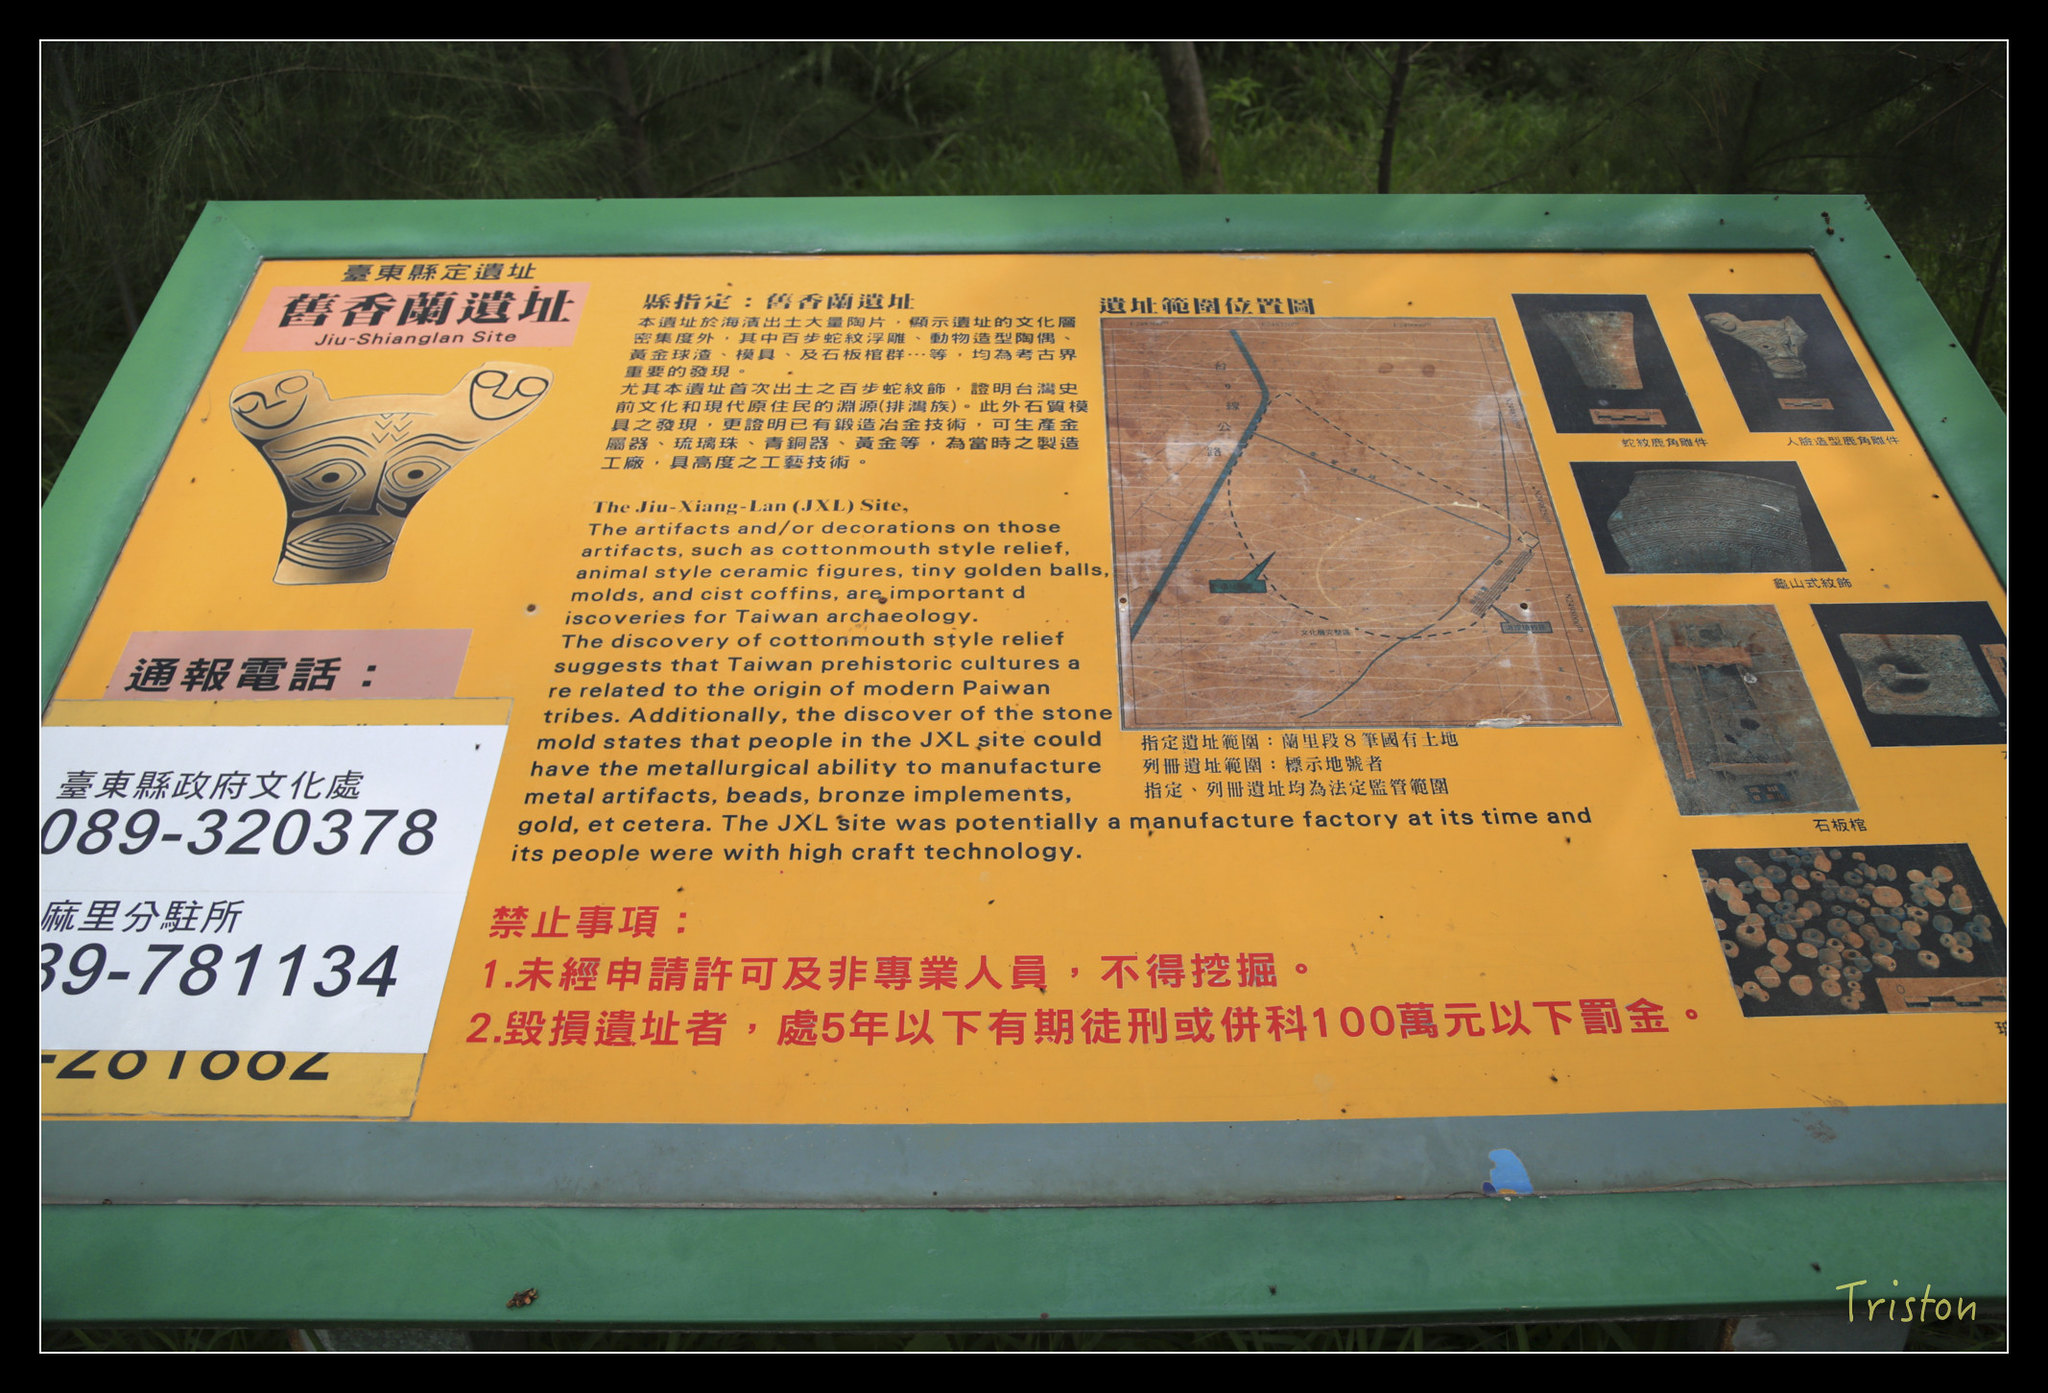 臺東縣定遺址
舊香蘭遺址
Jiu-Shianglan Site
通報電話：
臺東縣政府文化處
089-320378
麻里分駐所
39-781134
-281882
縣指定：舊香蘭遺址
本遺址於海濱出土大量陶片，顯示遺址的文化層
密集度外，其中百步蛇紋浮雕、動物造型陶偶、
黃金球渣、模具、及石板棺群…等，均為考古界
重要的發現。
尤其本遺址首次出土之百步蛇紋飾，證明台灣史
前文化和現代原住民的淵源(排灣族)。此外石質模
具之發現，更證明已有鍛造冶金技術，可生產金
屬器、琉璃珠、青銅器、黃金等，為當時之製造
工廠，具高度之工藝技術。
The Jiu-Xiang-Lan (JXL) Site,
The artifacts and/or decorations on those
artifacts, such as cottonmouth style relief,
animal style ceramic figures, tiny golden balls,
molds, and cist coffins, are important d
iscoveries for Taiwan archaeology.
The discovery of cottonmouth style relief
suggests that Taiwan prehistoric cultures a
re related to the origin of modern Paiwan
tribes. Additionally, the discover of the stone
mold states that people in the JXL site could
have the metallurgical ability to manufacture
metal artifacts, beads, bronze implements,
gold, et cetera. The JXL site was potentially a manufacture factory at its time and
its people were with high craft technology.
禁止事項：
1.未經申請許可及非專業人員，不得挖掘。
2.毀損遺址者，處5年以下有期徒刑或併科100萬元以下罰金。
遺址範圍位置圖
台9線公路
文化層完整區
指定遺址範圍：蘭里段8筆國有土地
列冊遺址範圍：標示地號者
指定、列冊遺址均為法定監管範圍
蛇紋鹿角雕件
人臉造型鹿角雕件
龜山式紋飾
石板棺
Triston